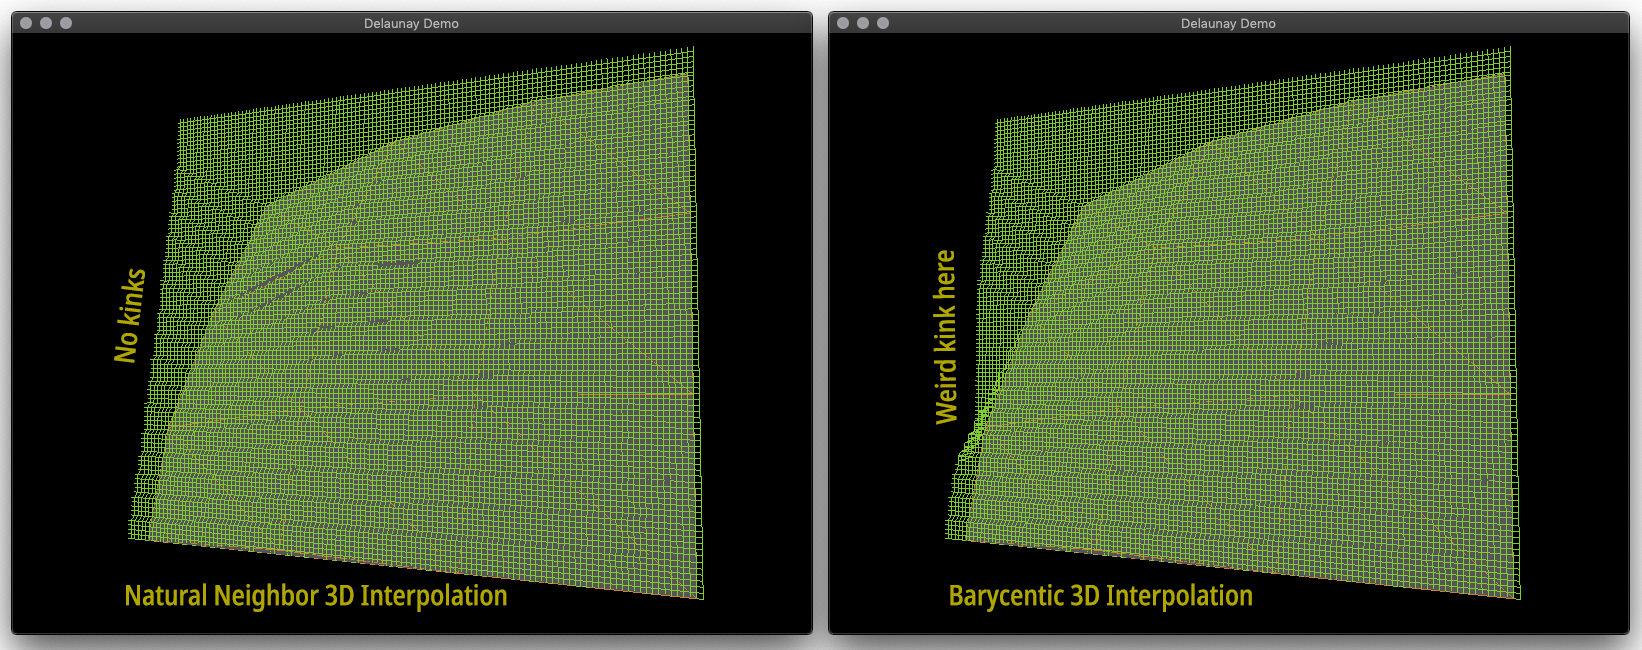 Delaunay Demo
No kinks
Natural Neighbor 3D Interpolation
Delaunay Demo
Weird kink here
Barycentic 3D Interpolation